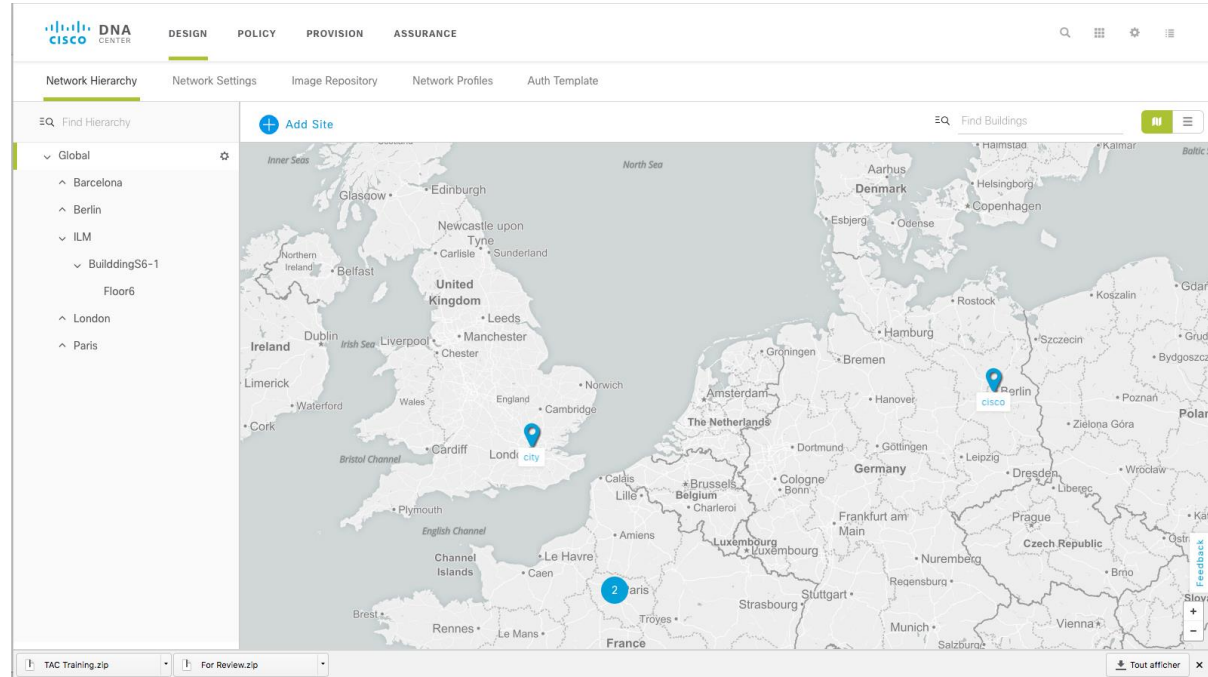 CISCO DNA CENTER
DESIGN
POLICY
PROVISION
ASSURANCE
Network Hierarchy
Network Settings
Image Repository
Network Profiles
Auth Template
Find Hierarchy
Add Site
Find Buildings
Global
Barcelona
Berlin
ILM
BuilddingS6-1
Floor6
London
Paris
Inner Seas
North Sea
Halmstad
Kalmar
Baltic
Glasgow
Edinburgh
Aarhus
Denmark
Helsingborg
Copenhagen
Esbjerg
Odense
Newcastle upon
Tyne
Carlisle
Sunderland
Northern
Ireland
Belfast
United
Kingdom
Rostock
Koszalin
Leeds
Dublin
Irish Sea
Liverpool
Manchester
Ireland
Chester
Hamburg
Szczecin
Groningen
Bremen
Bydgoszcz
Limerick
Norwich
Amsterdam
Berlin
cisco
Waterford
Wales
England
Cambridge
Hanover
Poznań
Cork
The Netherlands
Zielona Góra
Bristol Channel
Cardiff
city
Dortmund
Göttingen
Leipzig
Germany
Calais
Brussels
Cologne
Dresden
Wrocław
Lille
Belgium
Bonn
Liberec
Plymouth
Charleroi
Frankfurt am
Main
Prague
English Channel
Amiens
Luxembourg
Luxembourg
Czech Republic
Channel
Islands
Le Havre
Nuremberg
Caen
Brno
Feedback
2
Regensburg
Stuttgart
Strasbourg
Brest
Troyes
Rennes
Le Mans
Munich
Vienna
+
France
Salzburg
-
TAC Training.zip
For Review.zip
Tout afficher